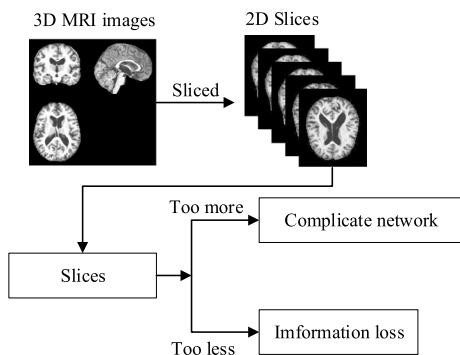 3D MRI images
2D Slices
Sliced
Too more
Complicate network
Slices
Imformation loss
Too less